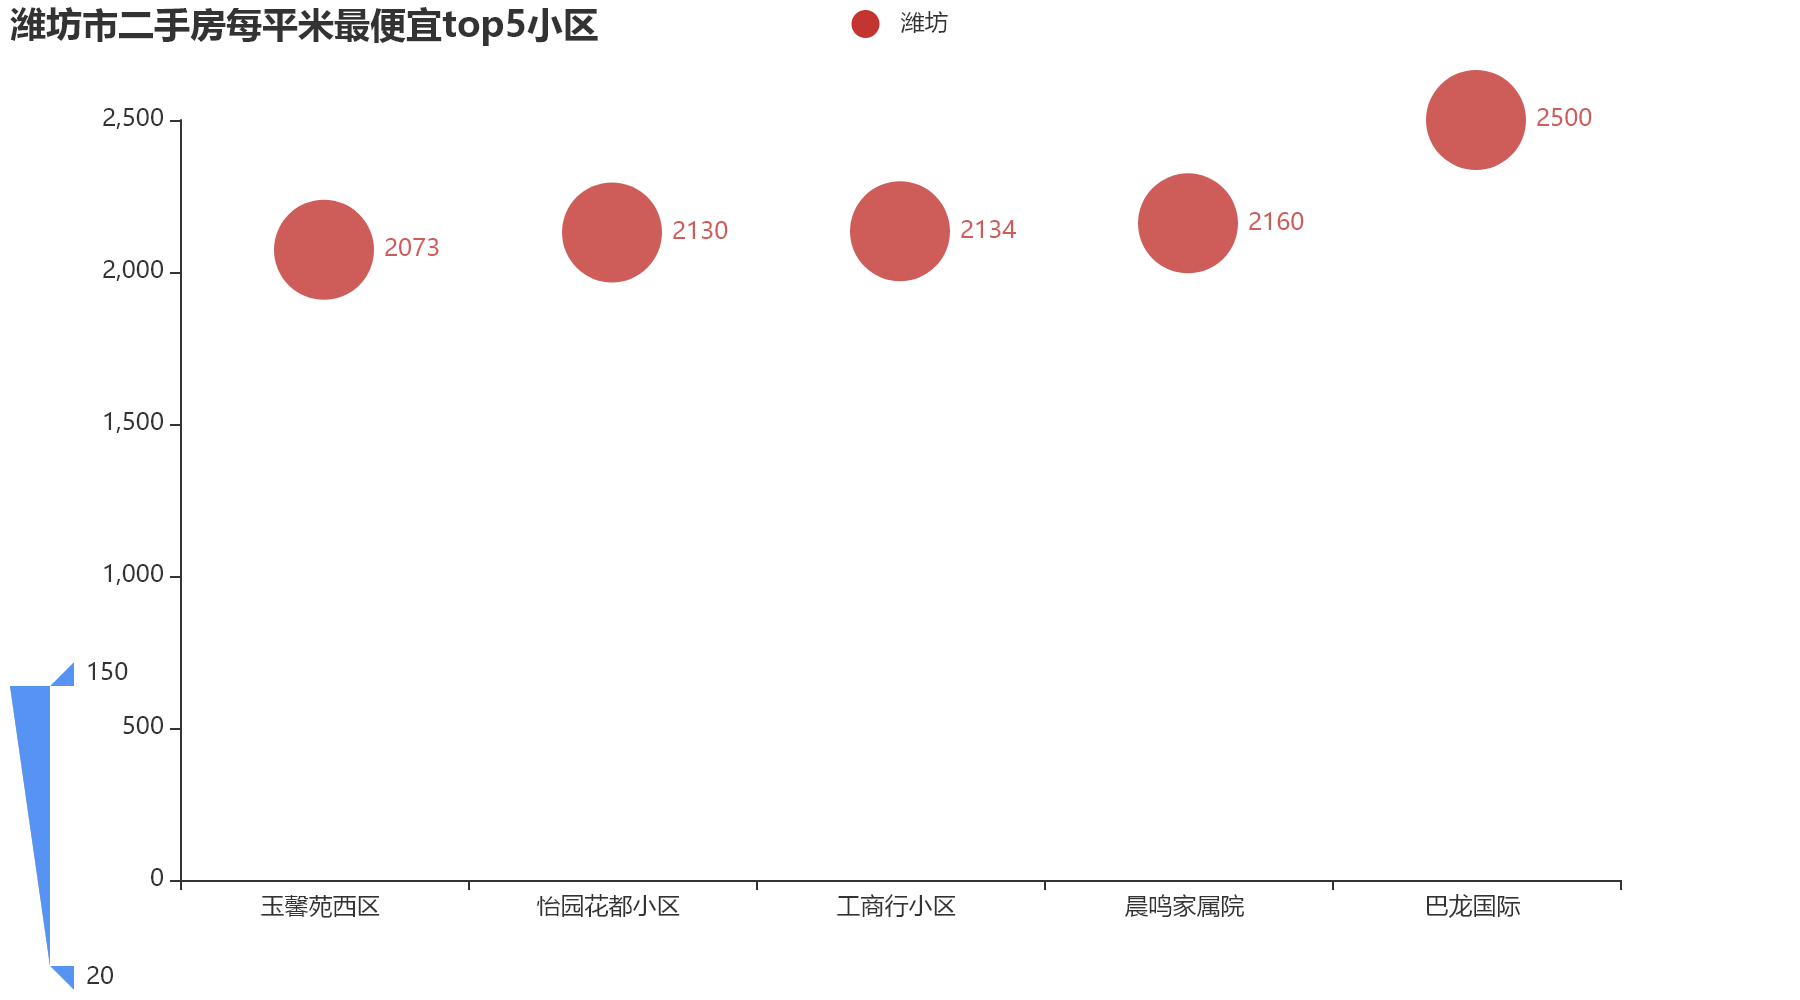 潍坊市二手房每平米最便宜top5小区
潍坊
2,500
2,000
1,500
1,000
500
0
2073
2130
2134
2160
2500
玉馨苑西区
怡园花都小区
工商行小区
晨鸣家属院
巴龙国际
150
20